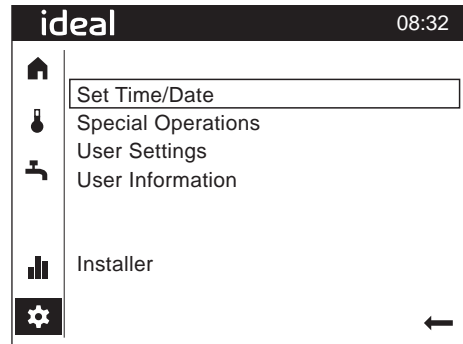 ideal 08:32
Set Time/Date
Special Operations
User Settings
User Information
Installer